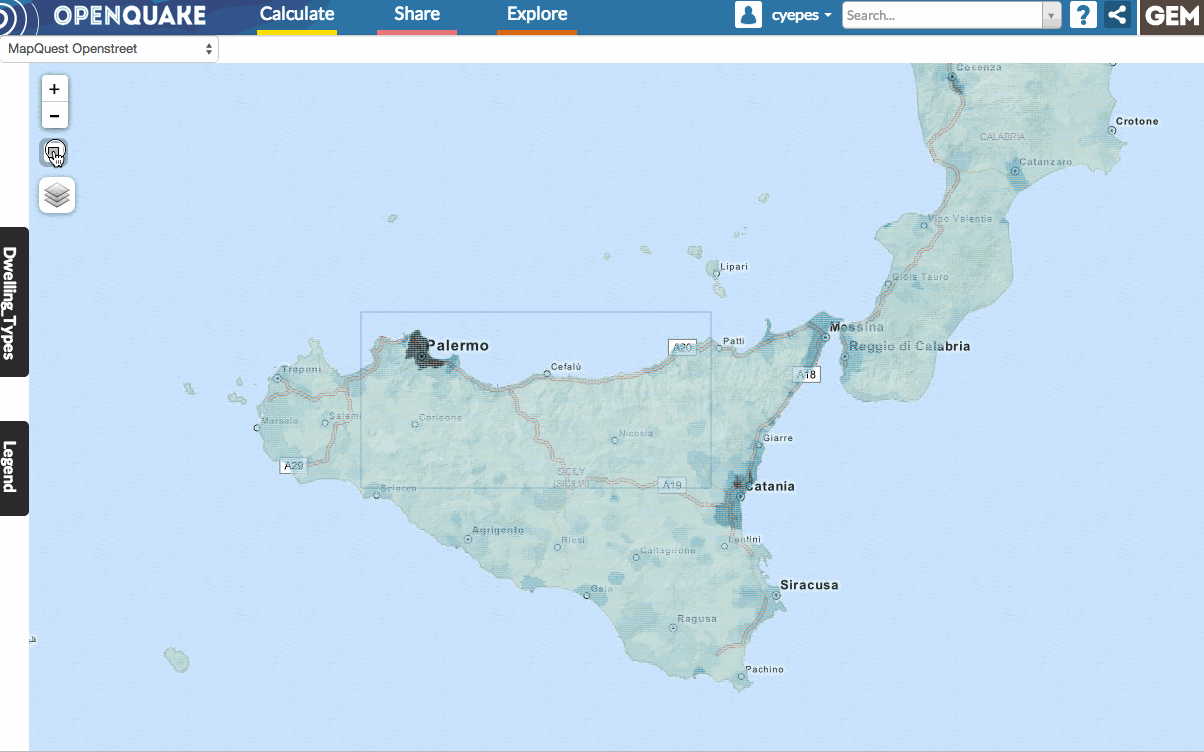 OPENQUAKE
Calculate
Share
Explore
cyepes
Search...
?
GEM
MapQuest Openstreet
+
-
Dwelling_Types
Legend
Cosenza
Crotone
CALABRIA
Catanzaro
Vibo Valentia
Gioia Tauro
Lipari
Messina
Reggio di Calabria
A20
Patti
Palermo
Cefalù
A18
Trapani
Marsala
Salemi
Corleone
Nicosia
Giarre
A29
SICILY
(SICILIA)
A19
Catania
Sciacca
Agrigento
Riesi
Caltagirone
Lentini
Gela
Siracusa
Ragusa
Pachino